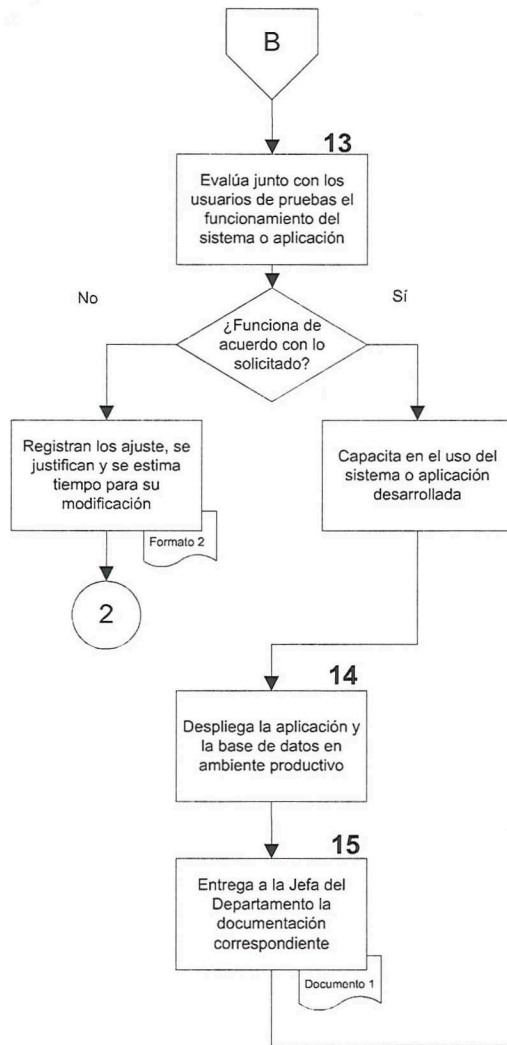 B
13
Evalúa junto con los
usuarios de pruebas el
funcionamiento del
sistema o aplicación
No
Sí
¿Funciona de
acuerdo con lo
solicitado?
Registran los ajuste, se
justifican y se estima
tiempo para su
modificación
Formato 2
2
Capacita en el uso del
sistema o aplicación
desarrollada
14
Despliega la aplicación y
la base de datos en
ambiente productivo
15
Entrega a la Jefa del
Departamento la
documentación
correspondiente
Documento 1